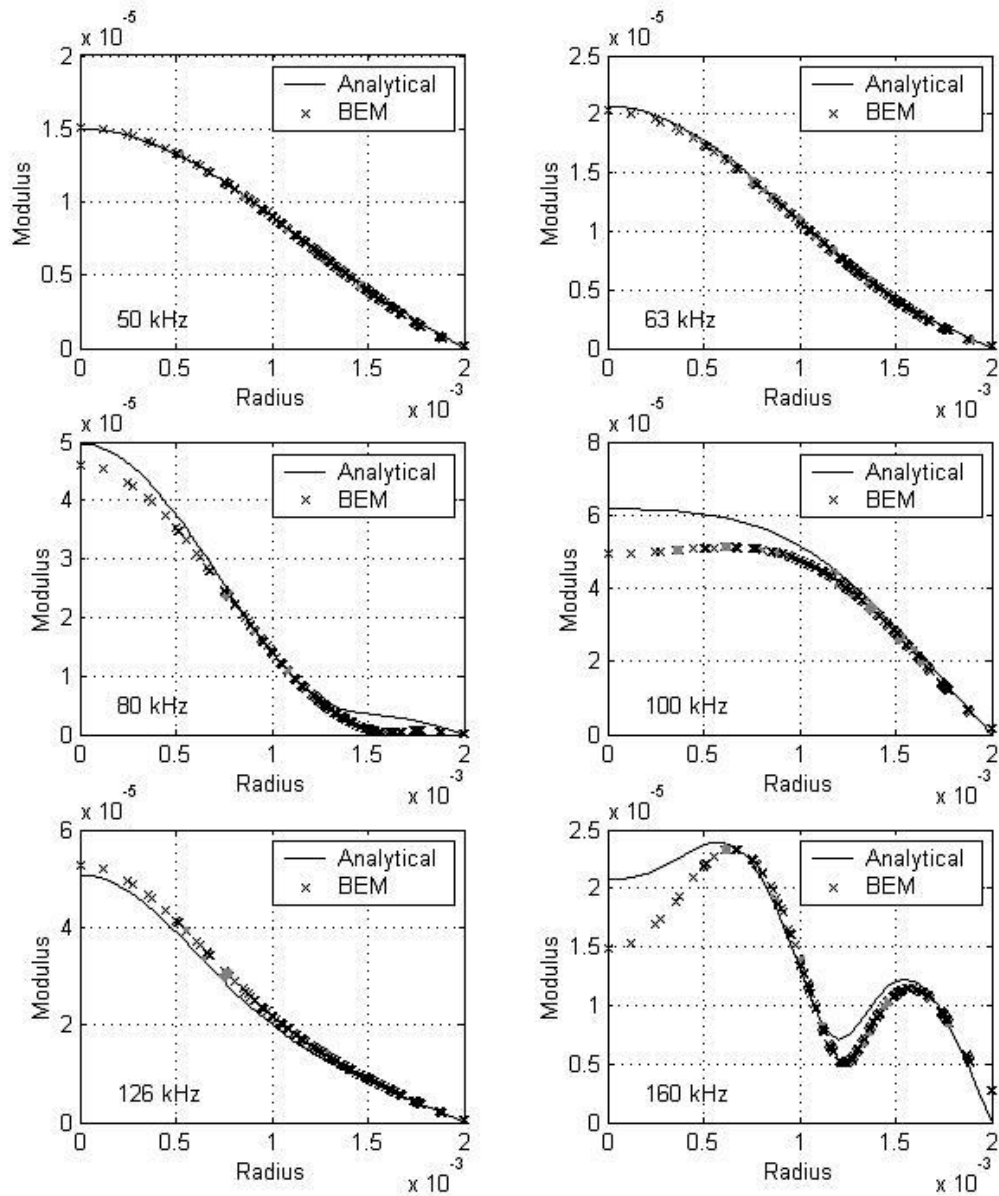 x 10^-5
2
1.5
1
0.5
0
Modulus
Analytical
BEM
50 kHz
0 0.5 1 1.5 2
Radius
x 10^-3
x 10^-5
2.5
2
1.5
1
0.5
0
Modulus
Analytical
BEM
63 kHz
0 0.5 1 1.5 2
Radius
x 10^-3
x 10^-5
5
4
3
2
1
0
Modulus
Analytical
BEM
80 kHz
0 0.5 1 1.5 2
Radius
x 10^-3
x 10^-5
8
6
4
2
0
Modulus
Analytical
BEM
100 kHz
0 0.5 1 1.5 2
Radius
x 10^-3
x 10^-5
6
4
2
0
Modulus
Analytical
BEM
126 kHz
0 0.5 1 1.5 2
Radius
x 10^-3
x 10^-5
2.5
2
1.5
1
0.5
0
Modulus
Analytical
BEM
160 kHz
0 0.5 1 1.5 2
Radius
x 10^-3